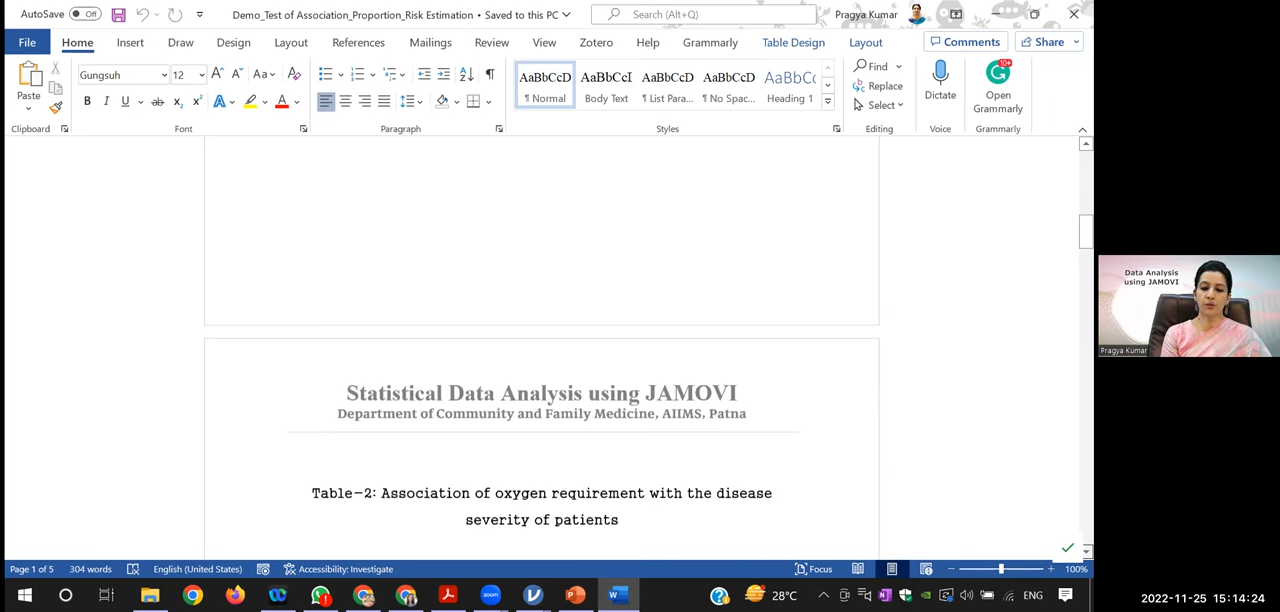 AutoSave Off Demo_Test of Association_Proportion_Risk Estimation • Saved to this PC Search (Alt+Q) Pragya Kumar
File Home Insert Draw Design Layout References Mailings Review View Zotero Help Grammarly Table Design Layout Comments Share
Paste Gungsuh 12 Aa AaBbCcD AaBbCcI AaBbCcD AaBbCcD AaBbCc Find Dictate Open Grammarly
Normal Body Text List Para... No Spac... Heading 1 Replace Select
Clipboard Font Paragraph Styles Editing Voice Grammarly
Statistical Data Analysis using JAMOVI
Department of Community and Family Medicine, AIIMS, Patna
Table-2: Association of oxygen requirement with the disease
severity of patients
Data Analysis
using JAMOVI
Pragya Kumar
Page 1 of 5 304 words English (United States) Accessibility: Investigate Focus 100%
zoom 28°C ENG
2022-11-25 15:14:24